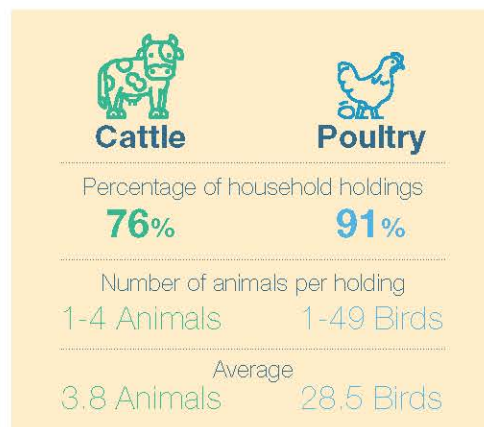 Cattle Poultry
Percentage of household holdings
76% 91%
Number of animals per holding
1-4 Animals 1-49 Birds
Average
3.8 Animals 28.5 Birds